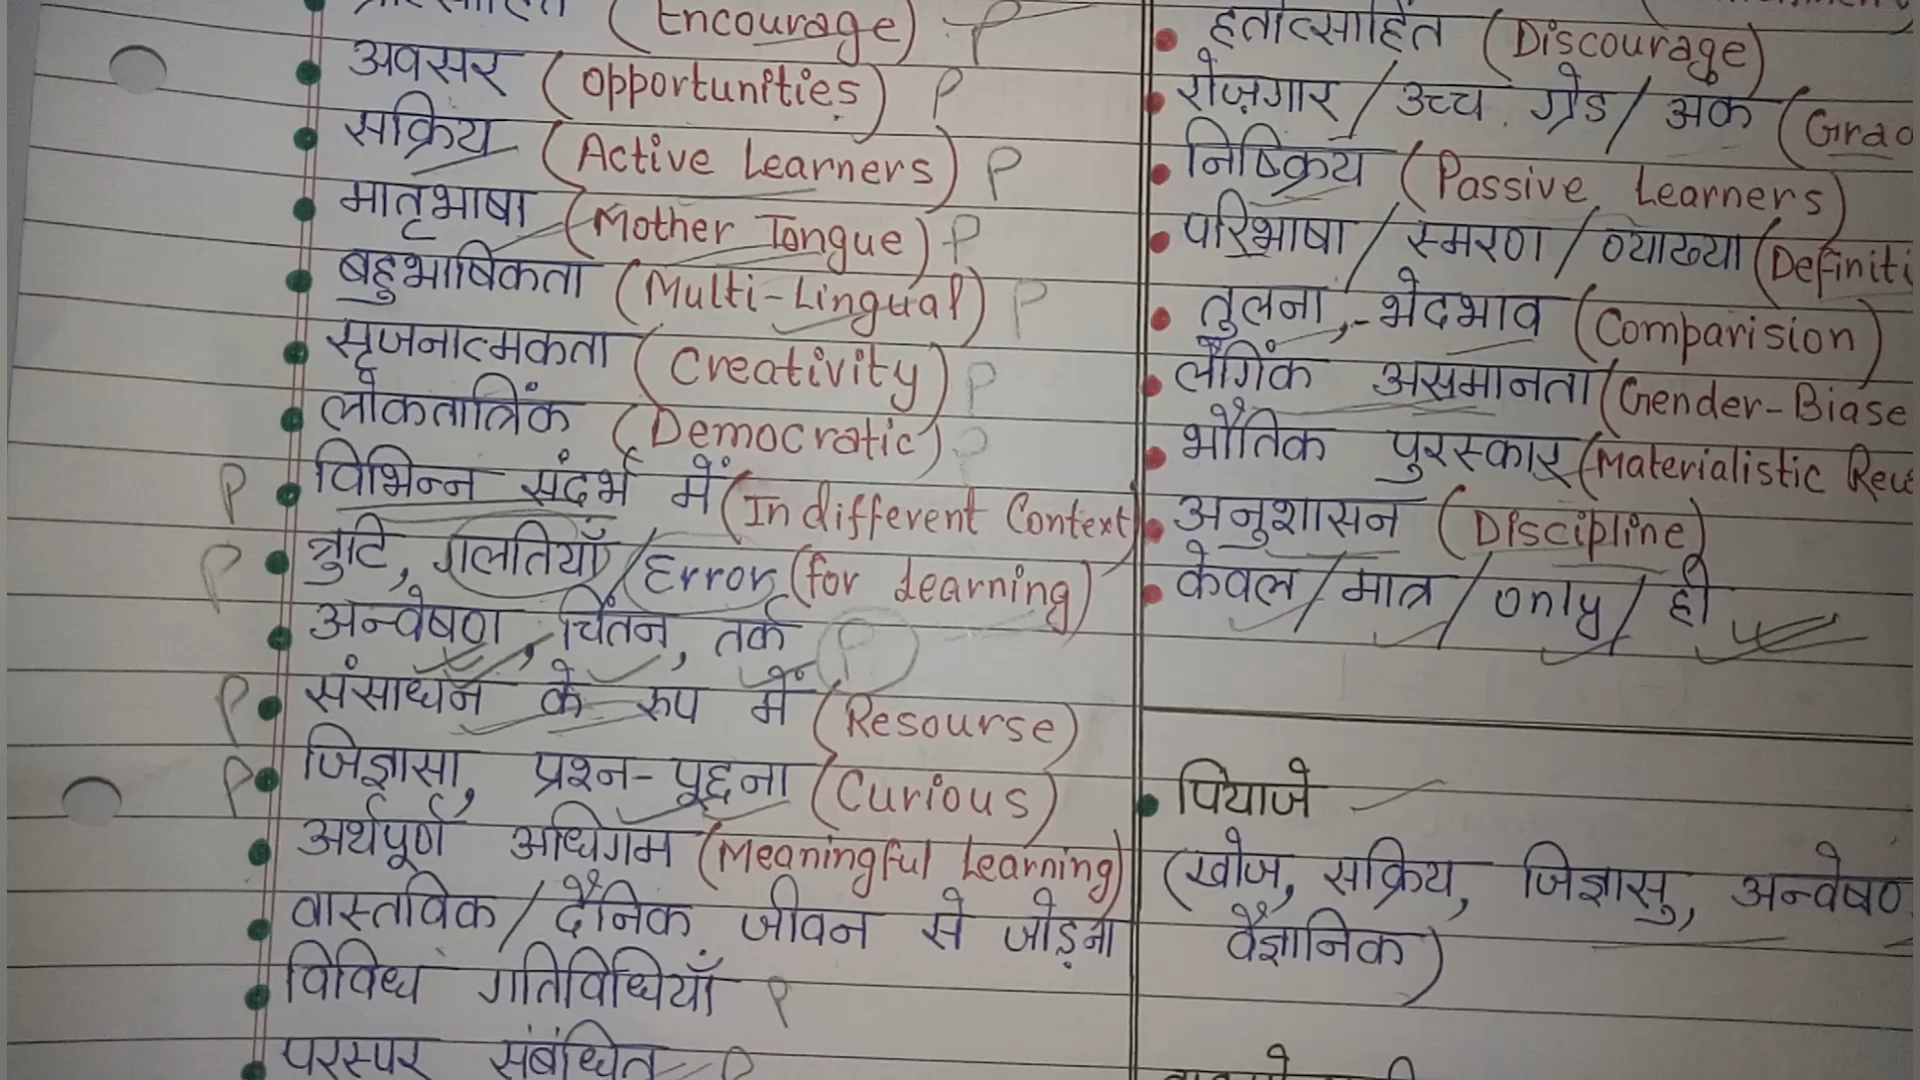 प्रोत्साहित (Encourage) P
अवसर (Opportunities) P
सक्रिय (Active Learners) P
मातृभाषा (Mother Tongue) P
बहुभाषिकता (Multi-Lingual) P
सृजनात्मकता (Creativity) P
लोकतांत्रिक (Democratic) P
P विभिन्न संदर्भ में (In different Context)
P त्रुटि, गलतियाँ/Error (for Learning)
अन्वेषण, चिंतन, तर्क P
P संसाधन के रूप में (Resourse)
P जिज्ञासा, प्रश्न-पूछना (Curious)
अर्थपूर्ण अधिगम (Meaningful Learning)
वास्तविक/दैनिक जीवन से जोड़ना
विविध गतिविधियाँ P
परस्पर संबंधित P
हतोत्साहित (Discourage)
रोज़गार/उच्च ग्रेड/अंक (Grad
निष्क्रिय (Passive Learners)
परिभाषा/स्मरण/व्याख्या (Definiti
तुलना, भेदभाव (Comparision)
लैंगिक असमानता (Gender-Biase
भौतिक पुरस्कार (Materialistic Rew
अनुशासन (Discipline)
केवल/मात्र/only/ही
पियाजे
(खोज, सक्रिय, जिज्ञासु, अन्वेषण
वैज्ञानिक)